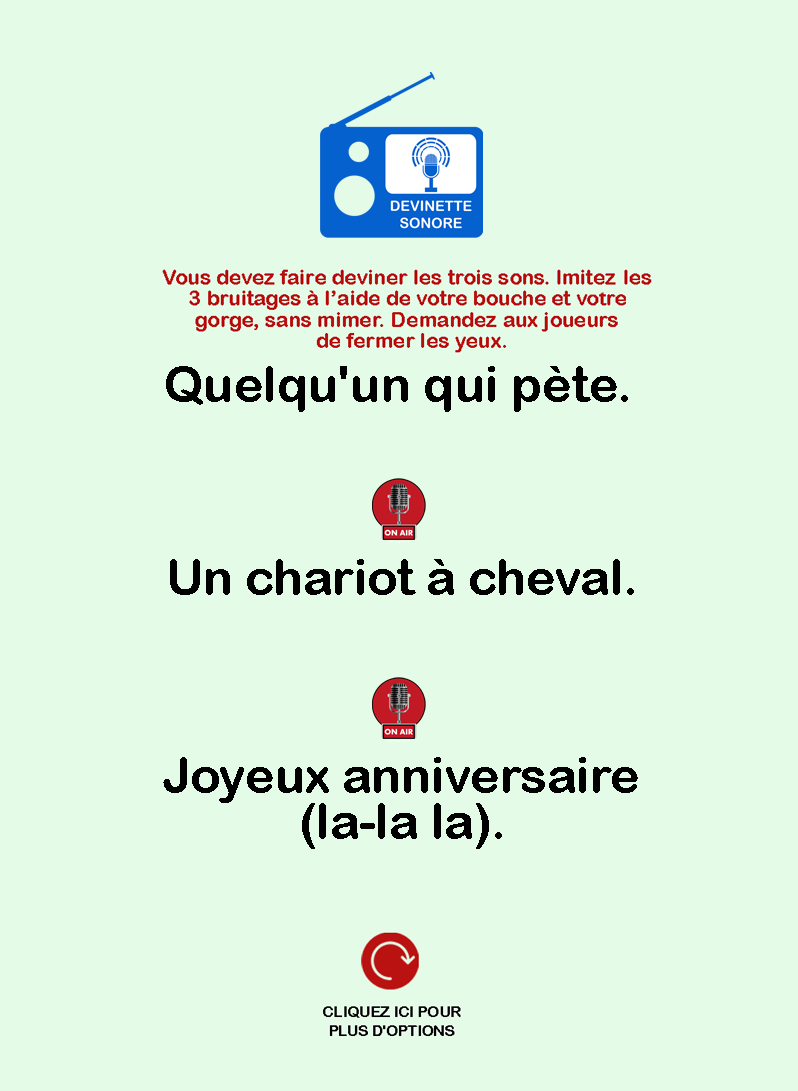 DEVINETTE
SONORE
Vous devez faire deviner les trois sons. Imitez les
3 bruitages à l’aide de votre bouche et votre
gorge, sans mimer. Demandez aux joueurs
de fermer les yeux.
Quelqu'un qui pète.
ON AIR
Un chariot à cheval.
ON AIR
Joyeux anniversaire
(la-la la).
CLIQUEZ ICI POUR
PLUS D'OPTIONS